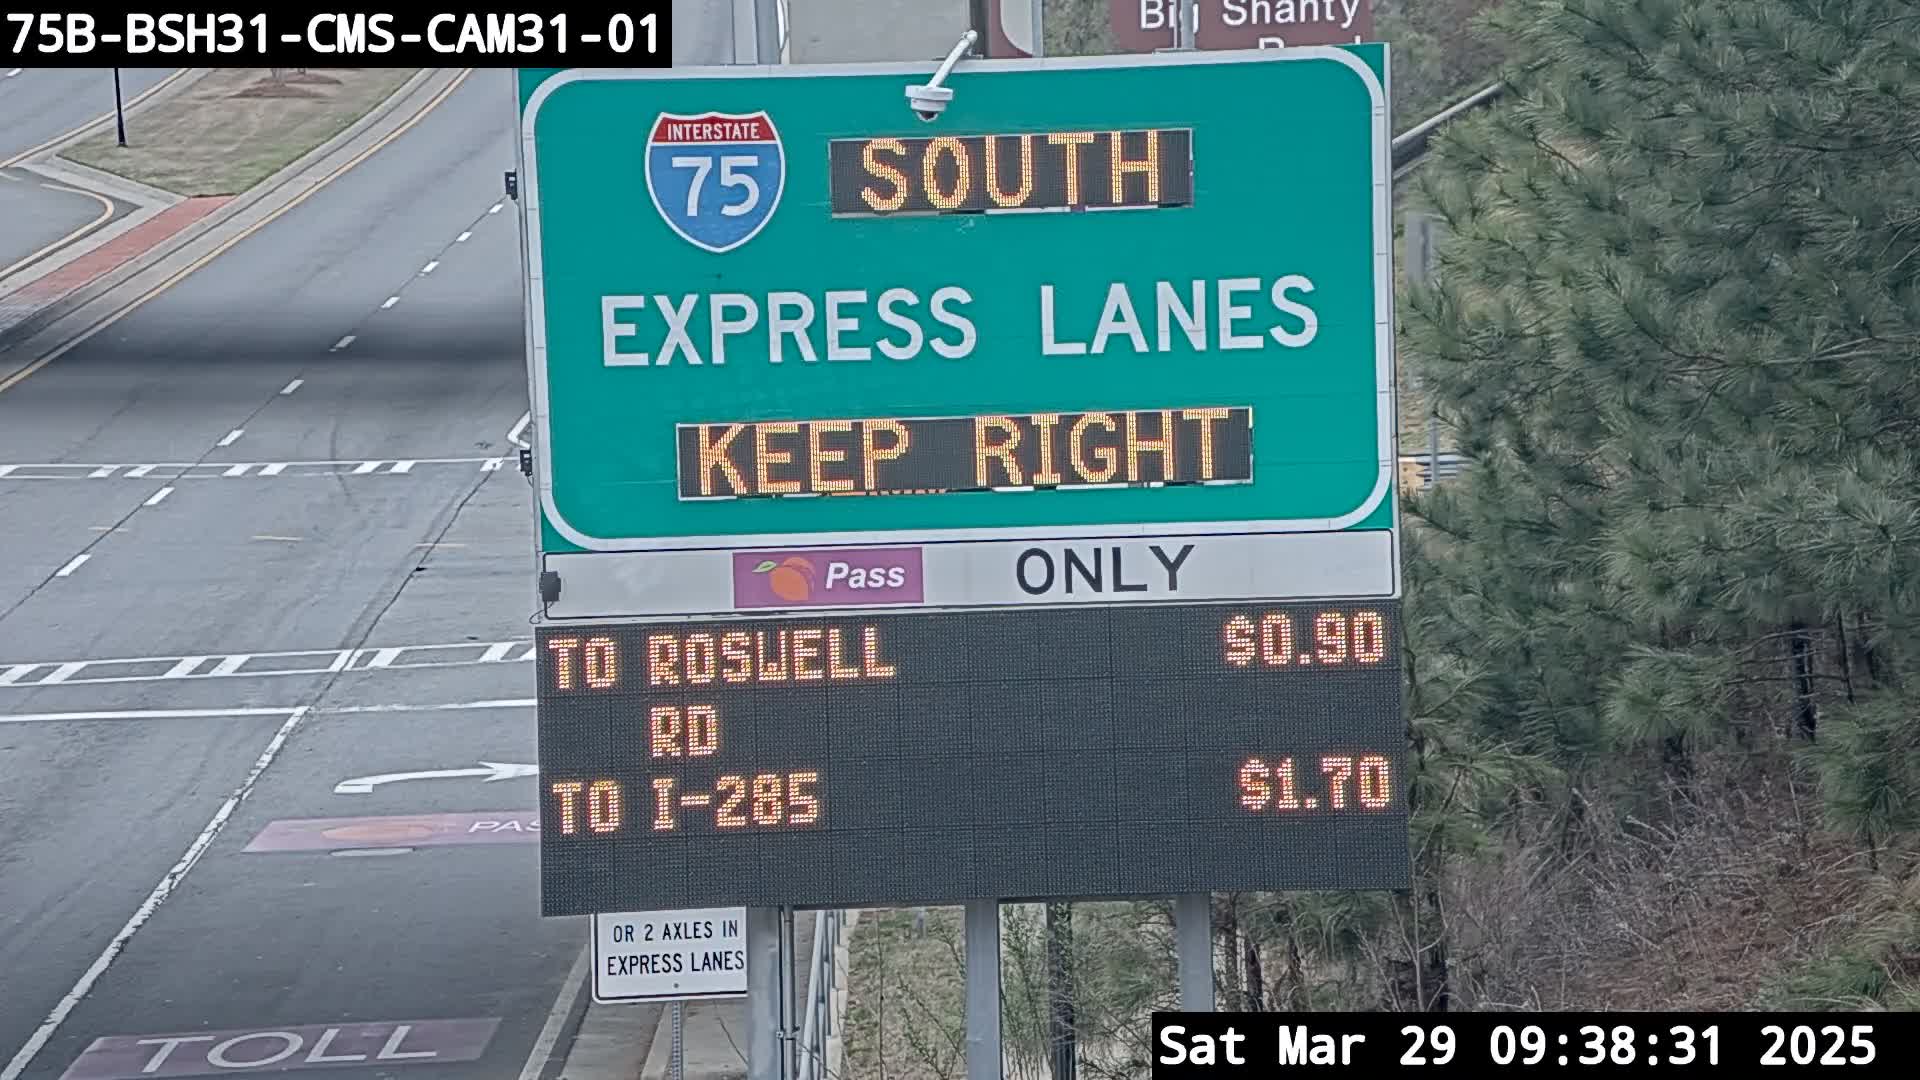 75B-BSH31-CMS-CAM31-01
Big Shanty
INTERSTATE
75
SOUTH
EXPRESS LANES
KEEP RIGHT
Pass ONLY
TO ROSWELL $0.90
RD
TO I-285 $1.70
OR 2 AXLES IN
EXPRESS LANES
TOLL
Sat Mar 29 09:38:31 2025